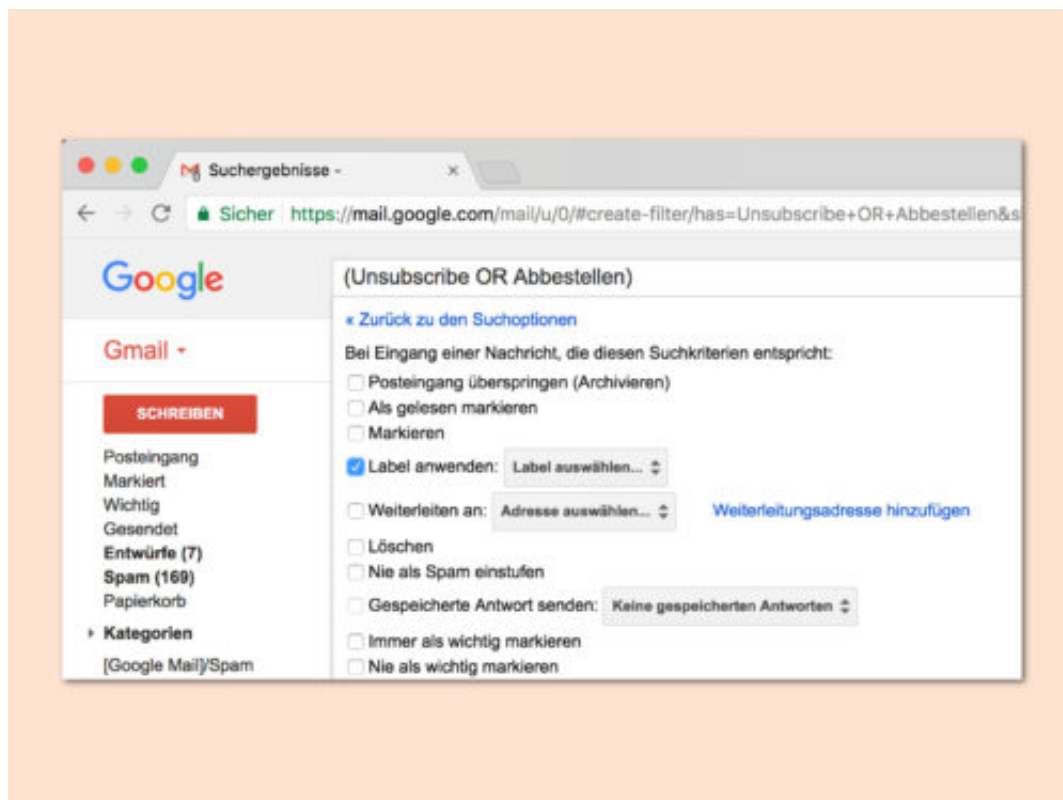 Suchergebnisse -
Sicher https://mail.google.com/mail/u/0/#create-filter/has=Unsubscribe+OR+Abbestellen&s
Google
(Unsubscribe OR Abbestellen)
« Zurück zu den Suchoptionen
Gmail
Bei Eingang einer Nachricht, die diesen Suchkriterien entspricht:
Posteingang überspringen (Archivieren)
Als gelesen markieren
Markieren
Label anwenden: Label auswählen...
Weiterleiten an: Adresse auswählen... Weiterleitungsadresse hinzufügen
Löschen
Nie als Spam einstufen
Gespeicherte Antwort senden: Keine gespeicherten Antworten
Immer als wichtig markieren
Nie als wichtig markieren
SCHREIBEN
Posteingang
Markiert
Wichtig
Gesendet
Entwürfe (7)
Spam (169)
Papierkorb
Kategorien
[Google Mail]/Spam